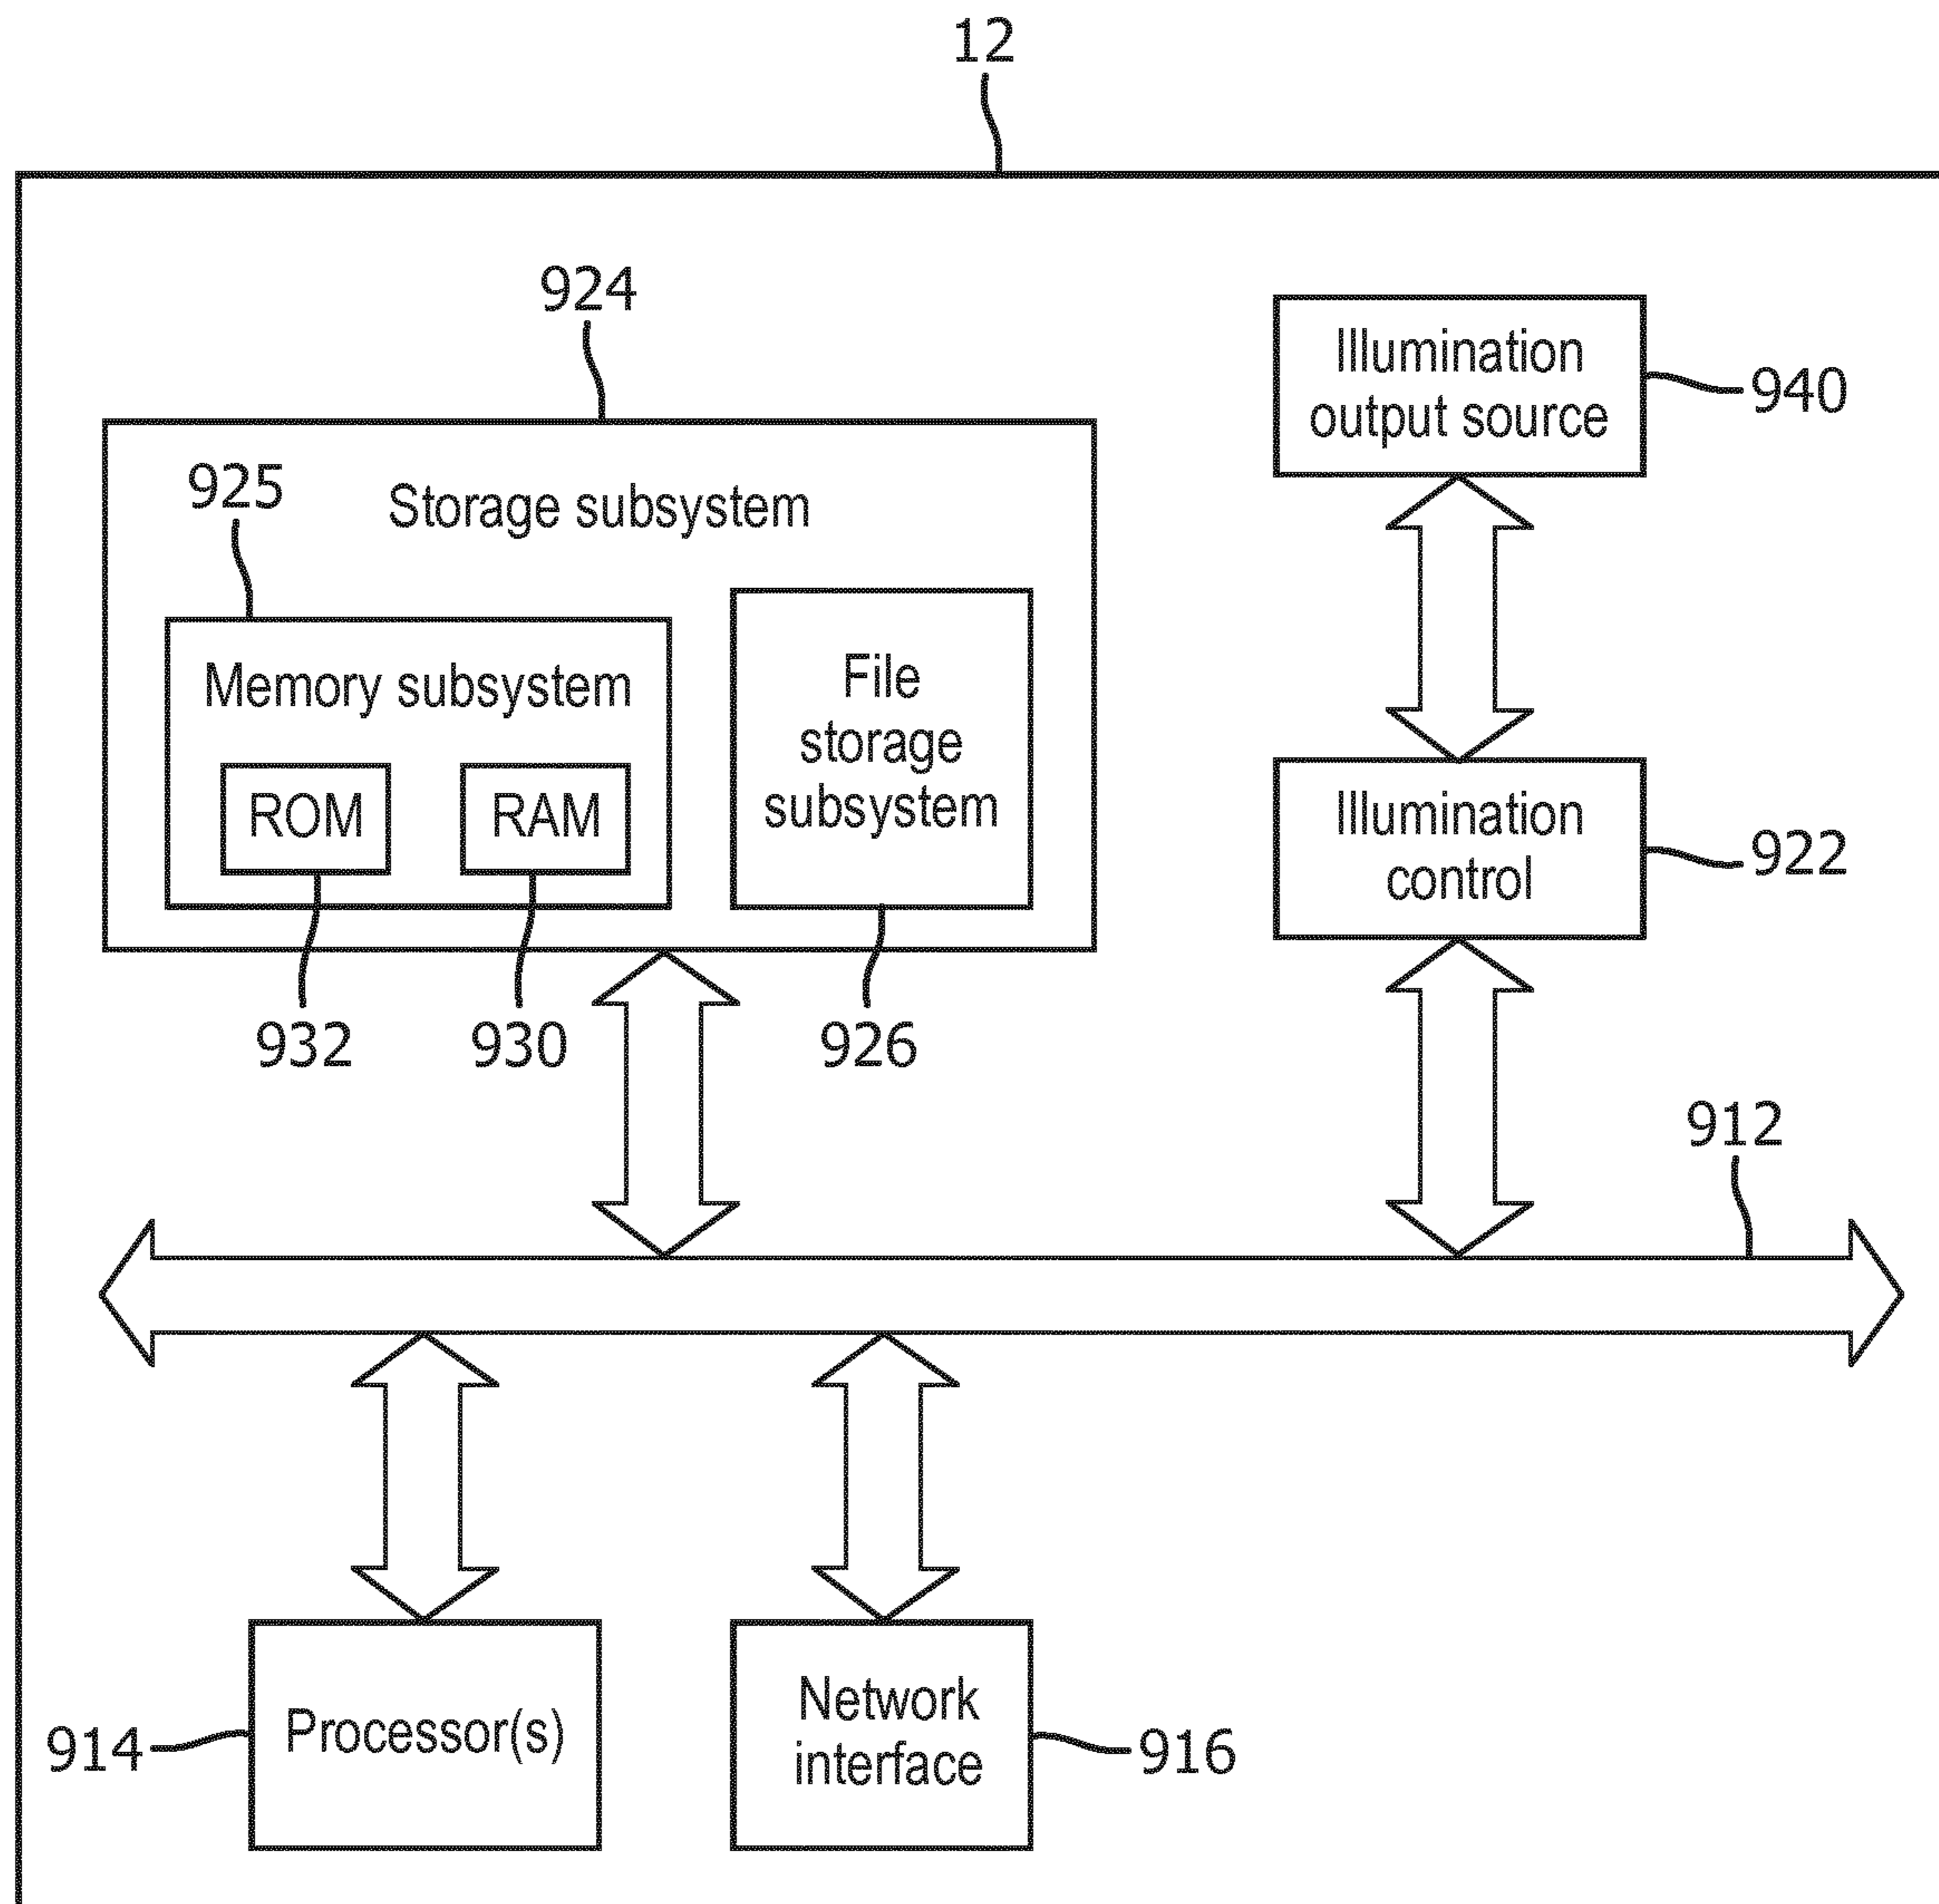 12
924
Illumination
output source
940
925
Storage subsystem
Memory subsystem
File
storage
subsystem
ROM
RAM
Illumination
control
922
932
930
926
912
Processor(s)
914
Network
interface
916